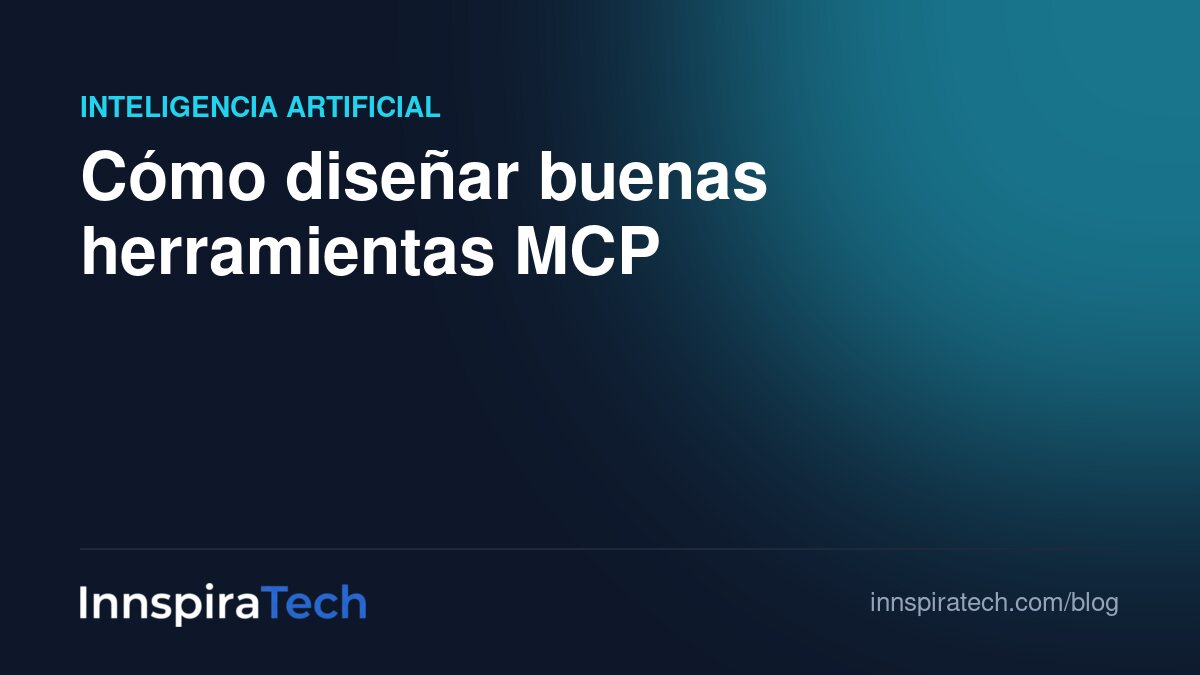 INTELIGENCIA ARTIFICIAL
Cómo diseñar buenas
herramientas MCP
InnspiraTech
innspiratech.com/blog